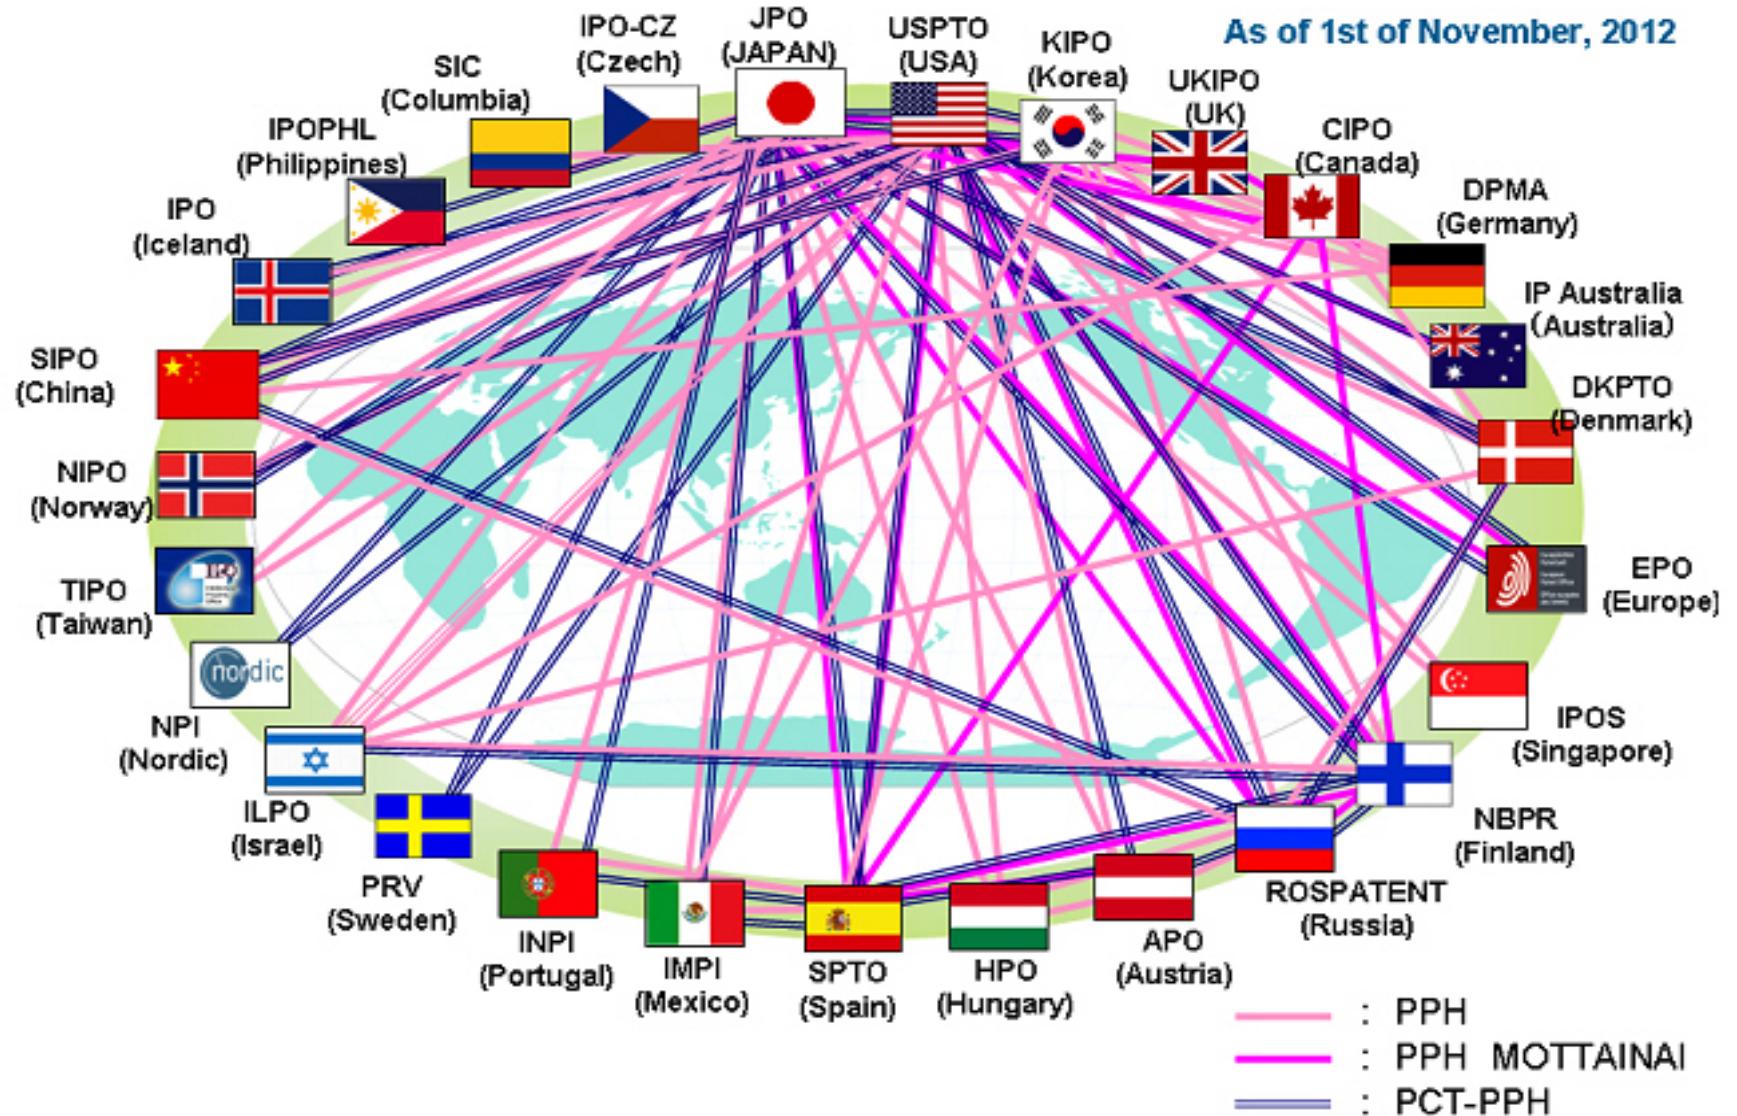 As of 1st of November, 2012
JPO
(JAPAN)
USPTO
(USA)
KIPO
(Korea)
UKIPO
(UK)
CIPO
(Canada)
DPMA
(Germany)
IP Australia
(Australia)
DKPTO
(Denmark)
EPO
(Europe)
IPOS
(Singapore)
NBPR
(Finland)
ROSPATENT
(Russia)
APO
(Austria)
HPO
(Hungary)
SPTO
(Spain)
IMPI
(Mexico)
INPI
(Portugal)
PRV
(Sweden)
ILPO
(Israel)
nordic
NPI
(Nordic)
TIPO
(Taiwan)
NIPO
(Norway)
SIPO
(China)
IPO
(Iceland)
IPOPHL
(Philippines)
SIC
(Columbia)
IPO-CZ
(Czech)
: PPH
: PPH MOTTAINAI
: PCT-PPH